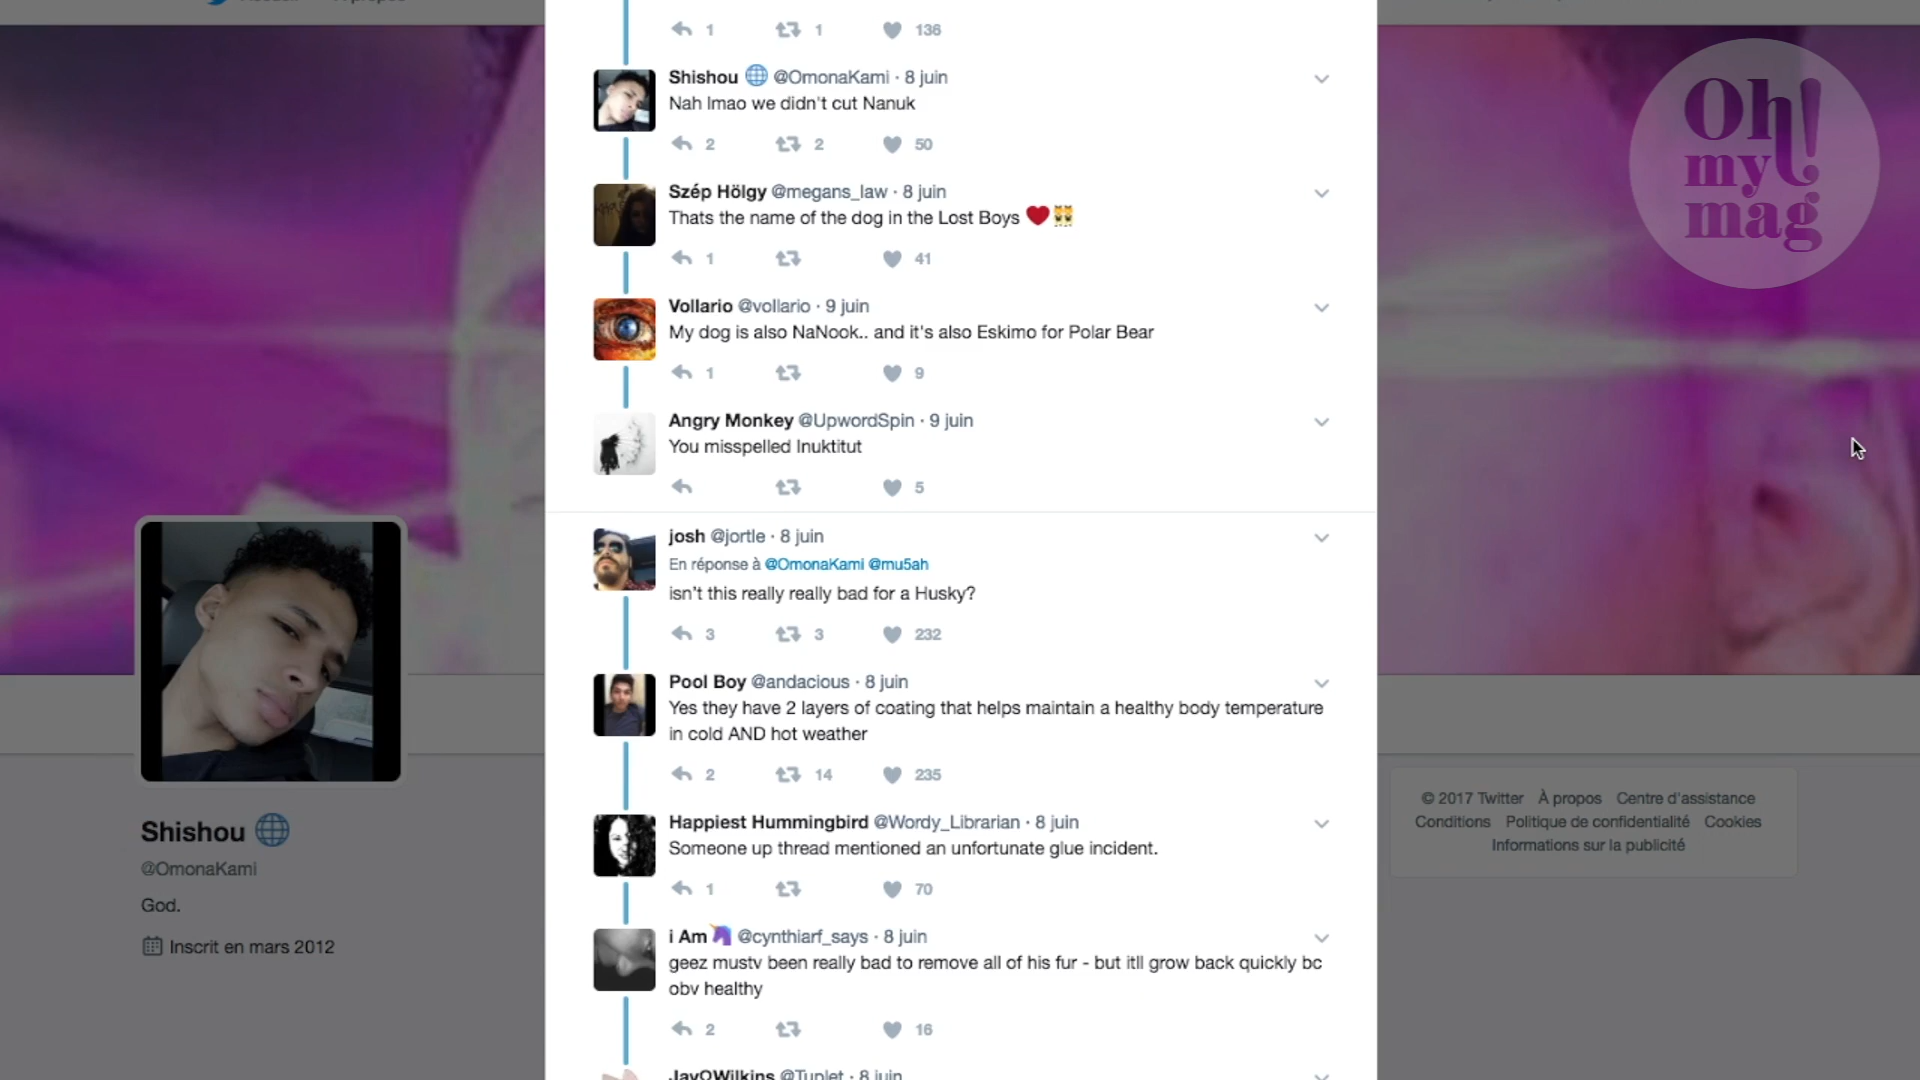 1 1 136
Shishou @OmonaKami · 8 juin
Nah lmao we didn't cut Nanuk
2 2 50
Szép Hölgy @megans_law · 8 juin
Thats the name of the dog in the Lost Boys
1 41
Vollario @vollario · 9 juin
My dog is also NaNook.. and it's also Eskimo for Polar Bear
1 9
Angry Monkey @UpwordSpin · 9 juin
You misspelled Inuktitut
5
josh @jortle · 8 juin
En réponse à @OmonaKami @mu5ah
isn't this really really bad for a Husky?
3 3 232
Pool Boy @andacious · 8 juin
Yes they have 2 layers of coating that helps maintain a healthy body temperature
in cold AND hot weather
2 14 235
Happiest Hummingbird @Wordy_Librarian · 8 juin
Someone up thread mentioned an unfortunate glue incident.
1 70
i Am @cynthiarf_says · 8 juin
geez mustv been really bad to remove all of his fur - but itll grow back quickly bc
obv healthy
2 16
JayQWilkins @Tuplet · 8 juin
Shishou
@OmonaKami
God.
Inscrit en mars 2012
© 2017 Twitter À propos Centre d'assistance
Conditions Politique de confidentialité Cookies
Informations sur la publicité
Oh!
my
mag